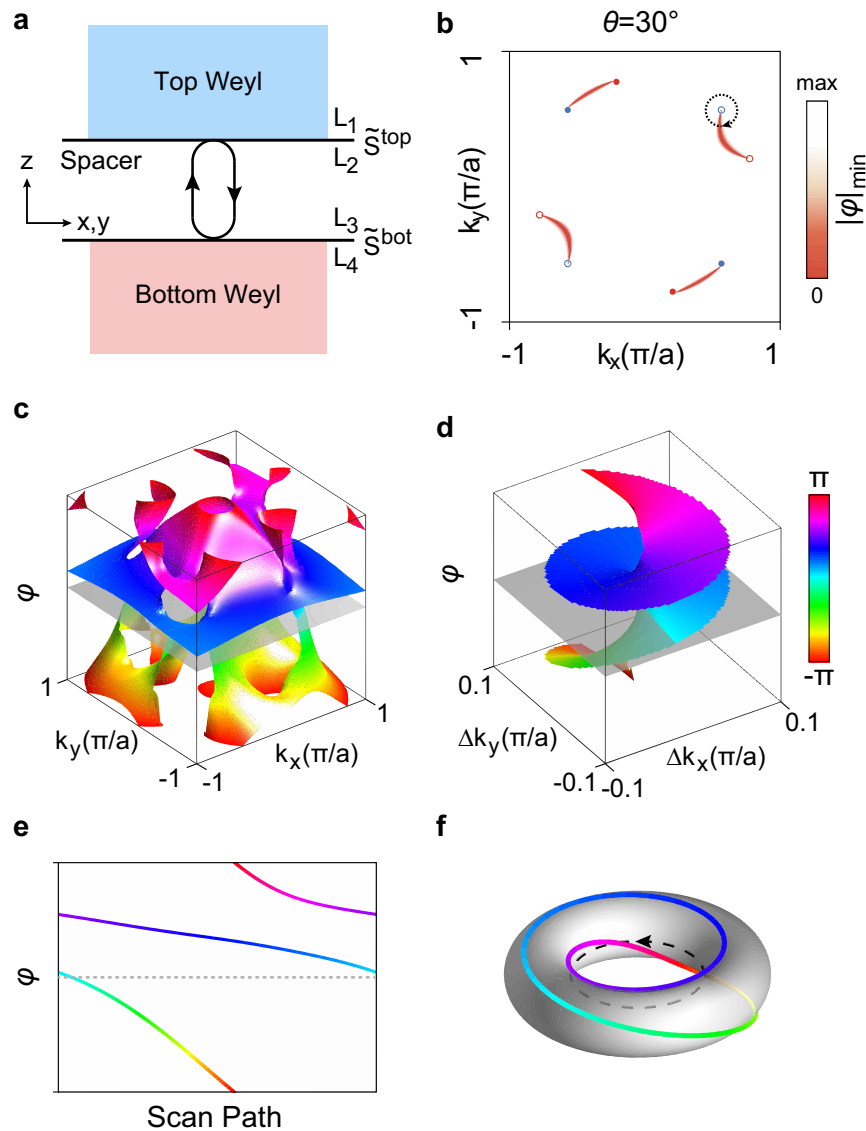 a
Top Weyl
L1
S̃top
Spacer
L2
z
x,y
L3
S̃bot
L4
Bottom Weyl
b
θ=30°
1
ky(π/a)
-1
-1
kx(π/a)
1
max
|φ|min
0
c
φ
1
ky(π/a)
-1
-1
kx(π/a)
1
d
φ
0.1
Δky(π/a)
-0.1
-0.1
Δkx(π/a)
0.1
π
-π
e
φ
Scan Path
f